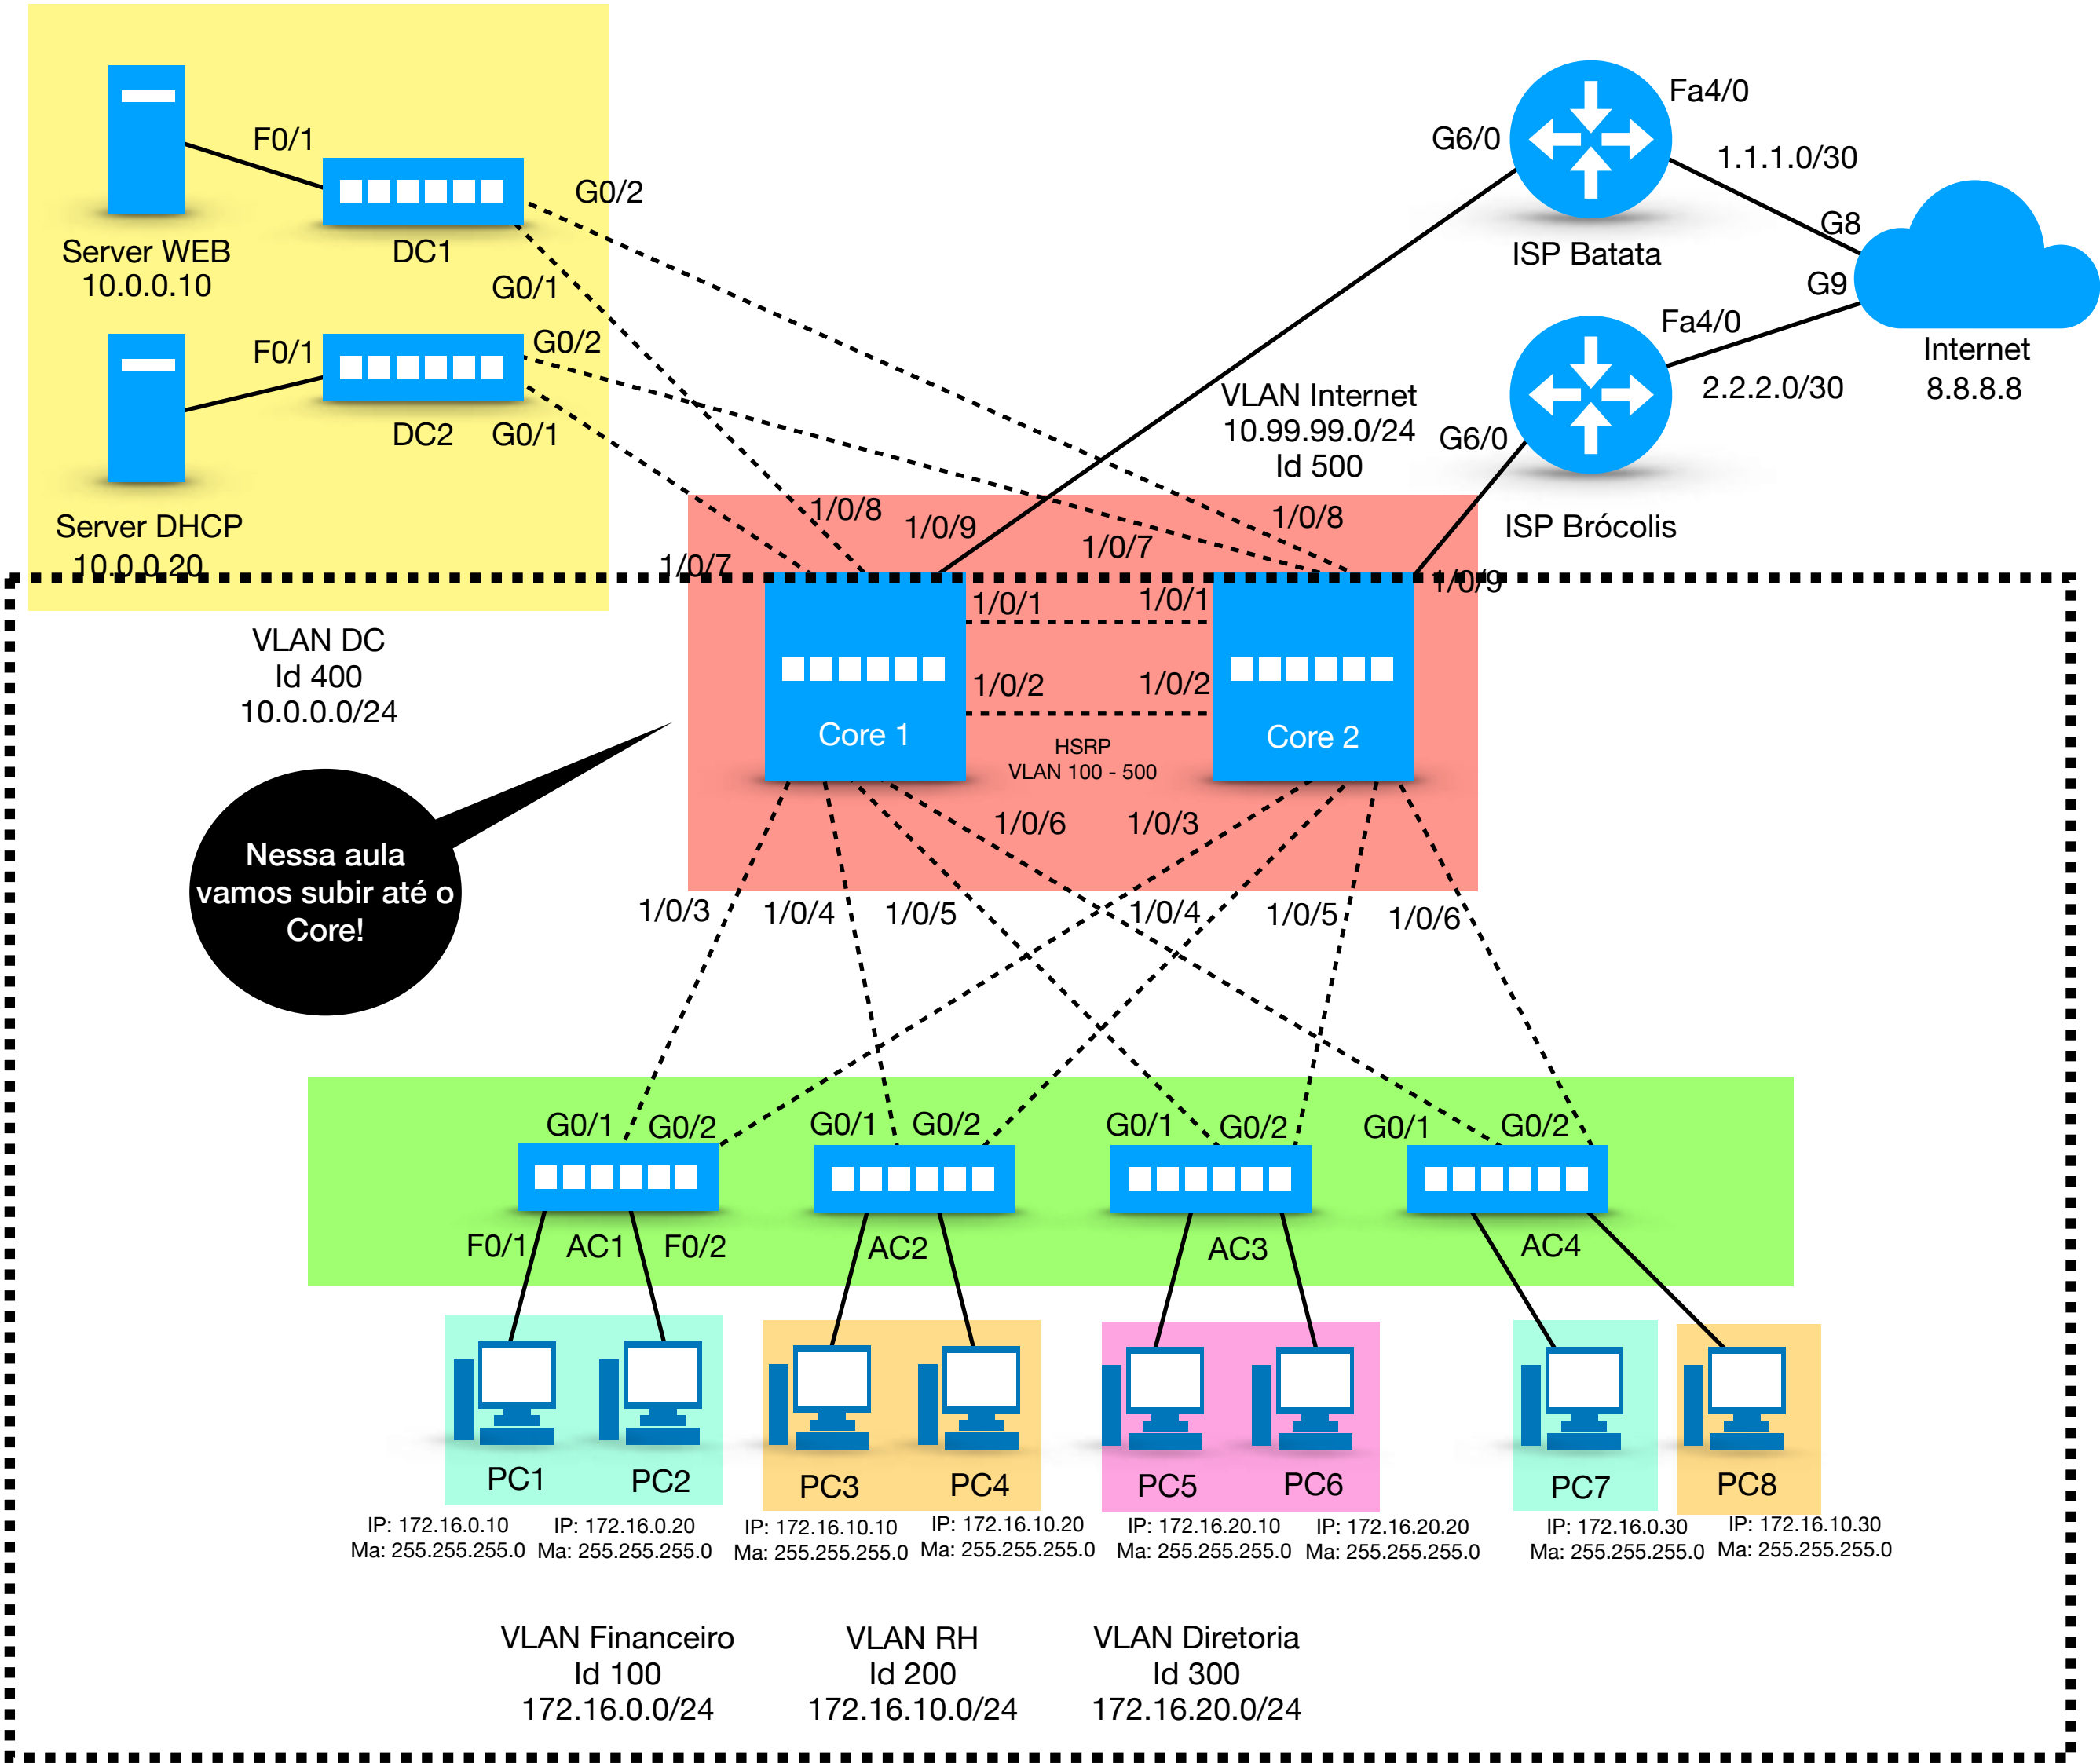 F0/1
DC1
G0/2
G0/1
Server WEB
10.0.0.10
F0/1
DC2
G0/2
G0/1
Server DHCP
10.0.0.20
VLAN DC
Id 400
10.0.0.0/24
Fa4/0
G6/0
1.1.1.0/30
ISP Batata
G8
G9
Fa4/0
2.2.2.0/30
Internet
8.8.8.8
G6/0
ISP Brócolis
VLAN Internet
10.99.99.0/24
Id 500
1/0/8
1/0/9
1/0/7
1/0/8
1/0/7
1/0/9
1/0/1
1/0/1
1/0/2
1/0/2
Core 1
Core 2
HSRP
VLAN 100 - 500
1/0/6
1/0/3
1/0/3
1/0/4
1/0/5
1/0/4
1/0/5
1/0/6
Nessa aula
vamos subir até o
Core!
G0/1
G0/2
G0/1
G0/2
G0/1
G0/2
G0/1
G0/2
F0/1
AC1
F0/2
AC2
AC3
AC4
PC1
PC2
PC3
PC4
PC5
PC6
PC7
PC8
IP: 172.16.0.10
Ma: 255.255.255.0
IP: 172.16.0.20
Ma: 255.255.255.0
IP: 172.16.10.10
Ma: 255.255.255.0
IP: 172.16.10.20
Ma: 255.255.255.0
IP: 172.16.20.10
Ma: 255.255.255.0
IP: 172.16.20.20
Ma: 255.255.255.0
IP: 172.16.0.30
Ma: 255.255.255.0
IP: 172.16.10.30
Ma: 255.255.255.0
VLAN Financeiro
Id 100
172.16.0.0/24
VLAN RH
Id 200
172.16.10.0/24
VLAN Diretoria
Id 300
172.16.20.0/24